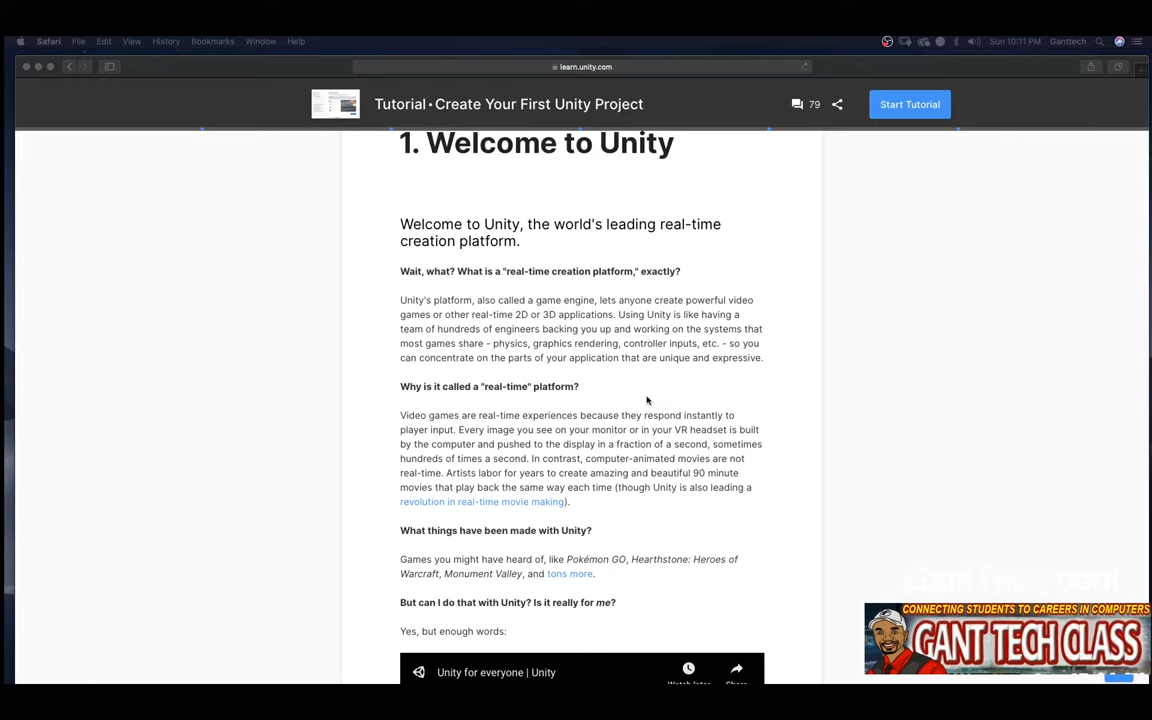 Safari File Edit View History Bookmarks Window Help Sun 10:11 PM Ganttech
learn.unity.com
Tutorial • Create Your First Unity Project 79 Start Tutorial
1. Welcome to Unity
Welcome to Unity, the world's leading real-time
creation platform.
Wait, what? What is a "real-time creation platform," exactly?
Unity's platform, also called a game engine, lets anyone create powerful video
games or other real-time 2D or 3D applications. Using Unity is like having a
team of hundreds of engineers backing you up and working on the systems that
most games share - physics, graphics rendering, controller inputs, etc. - so you
can concentrate on the parts of your application that are unique and expressive.
Why is it called a "real-time" platform?
Video games are real-time experiences because they respond instantly to
player input. Every image you see on your monitor or in your VR headset is built
by the computer and pushed to the display in a fraction of a second, sometimes
hundreds of times a second. In contrast, computer-animated movies are not
real-time. Artists labor for years to create amazing and beautiful 90 minute
movies that play back the same way each time (though Unity is also leading a
revolution in real-time movie making).
What things have been made with Unity?
Games you might have heard of, like Pokémon GO, Hearthstone: Heroes of
Warcraft, Monument Valley, and tons more.
But can I do that with Unity? Is it really for me?
Yes, but enough words:
Unity for everyone | Unity
Watch later Share
CONNECTING STUDENTS TO CAREERS IN COMPUTERS
GANT TECH CLASS